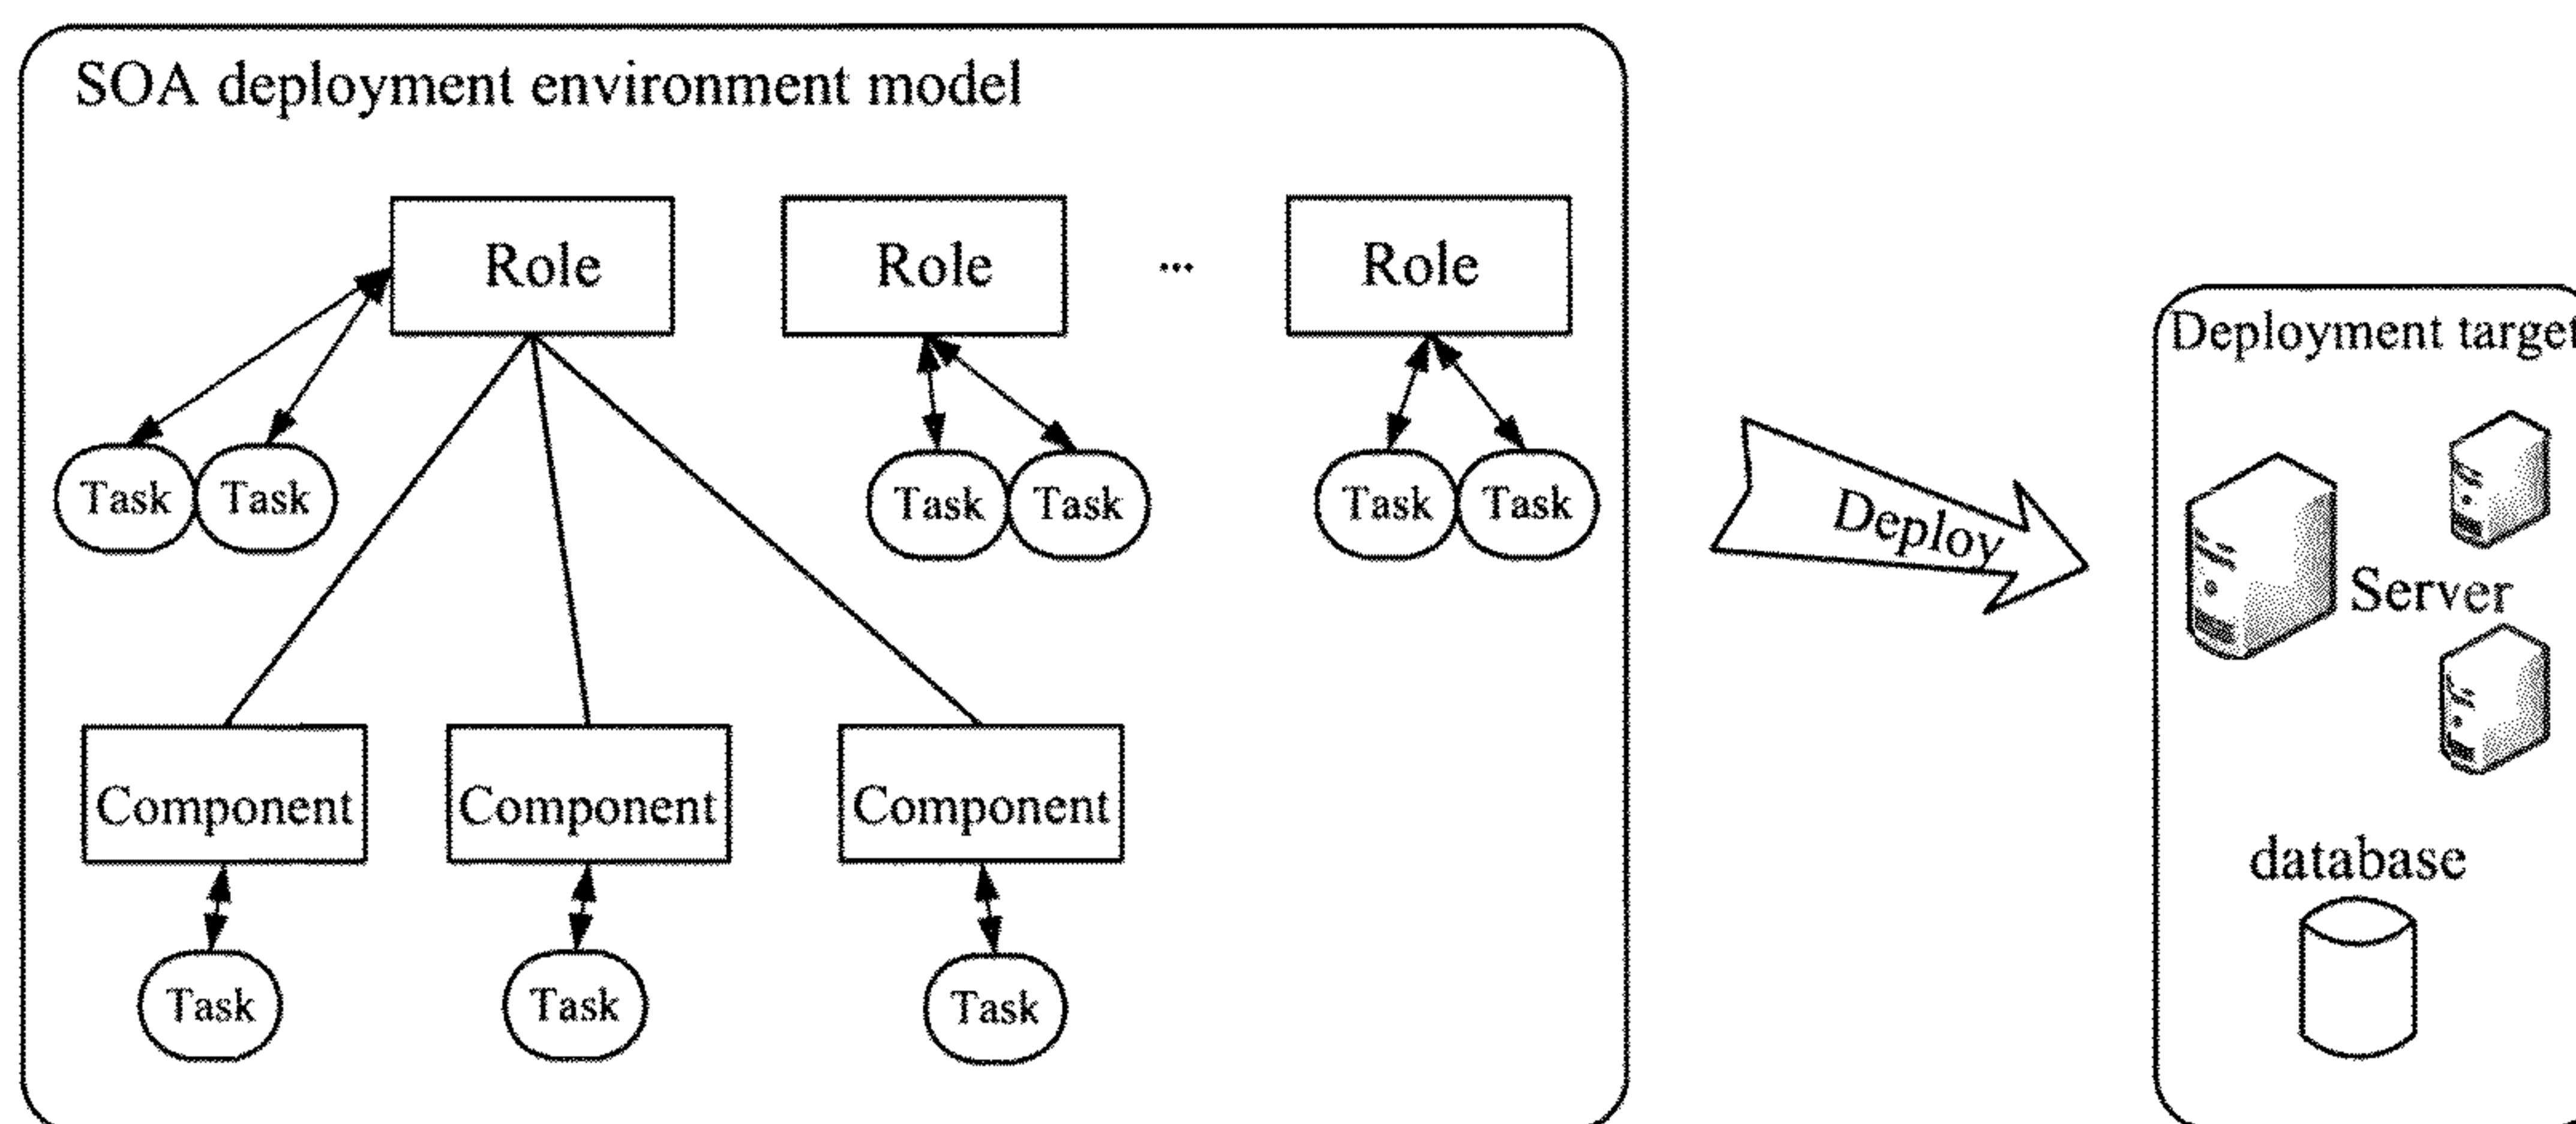 SOA deployment environment model
Role
Role
...
Role
Task
Task
Task
Task
Task
Task
Component
Component
Component
Task
Task
Task
Deploy
Deployment target
Server
database